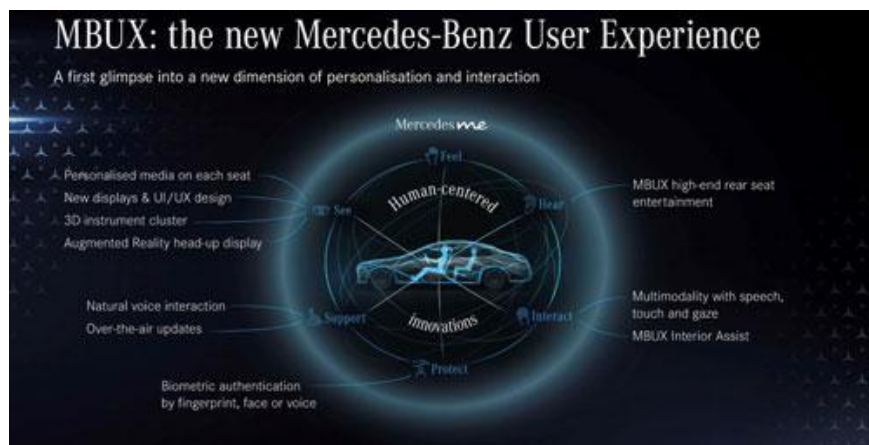 MBUX: the new Mercedes-Benz User Experience
A first glimpse into a new dimension of personalisation and interaction
Mercedes me
Feel
Personalised media on each seat
New displays & UI/UX design
3D instrument cluster
Augmented Reality head-up display
See
Human-centered
Hear
MBUX high-end rear seat
entertainment
Natural voice interaction
Over-the-air updates
Support
innovations
Interact
Multimodality with speech,
touch and gaze
MBUX Interior Assist
Protect
Biometric authentication
by fingerprint, face or voice